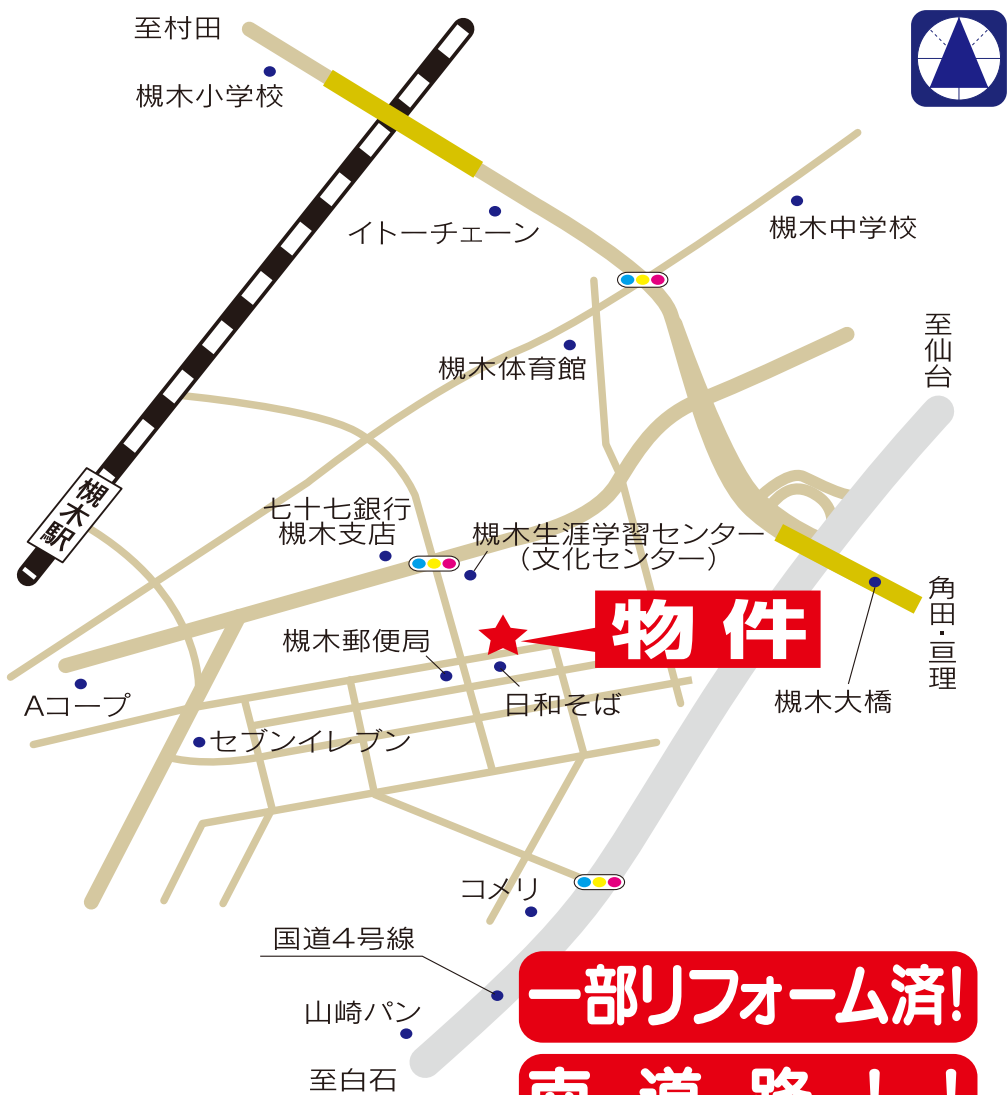 至村田
槻木小学校
イトーチェーン
槻木中学校
至仙台
槻木体育館
槻木駅
七十七銀行
槻木支店
槻木生涯学習センター
(文化センター)
物件
角田・亘理
槻木郵便局
Aコープ
日和そば
槻木大橋
セブンイレブン
コメリ
国道4号線
一部リフォーム済!
山崎パン
至白石
南道路!!